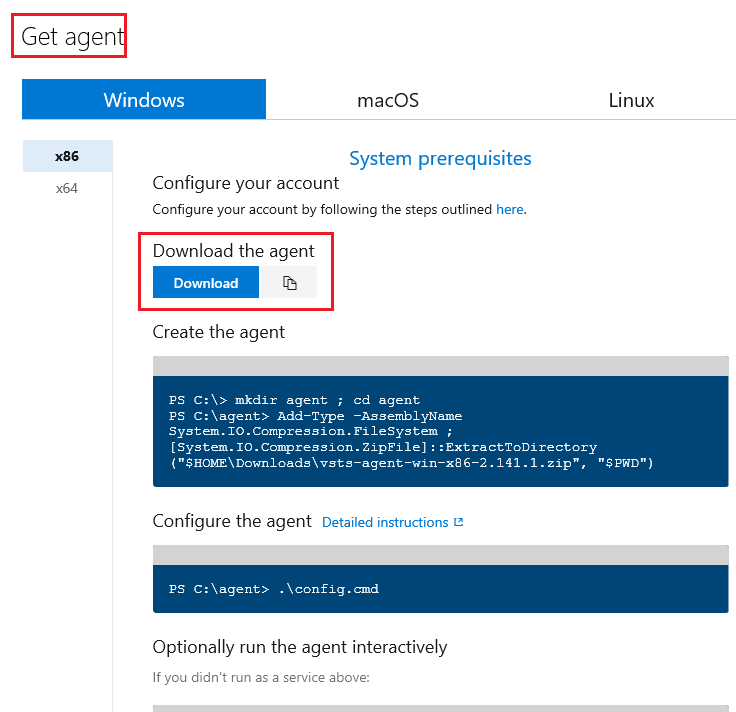 Get agent
Windows
macOS
Linux
x86
x64
System prerequisites
Configure your account
Configure your account by following the steps outlined here.
Download the agent
Download
Create the agent
PS C:\> mkdir agent ; cd agent
PS C:\agent> Add-Type -AssemblyName
System.IO.Compression.FileSystem ;
[System.IO.Compression.ZipFile]::ExtractToDirectory
("$HOME\Downloads\vsts-agent-win-x86-2.141.1.zip", "$PWD")
Configure the agent Detailed instructions
PS C:\agent> .\config.cmd
Optionally run the agent interactively
If you didn't run as a service above: